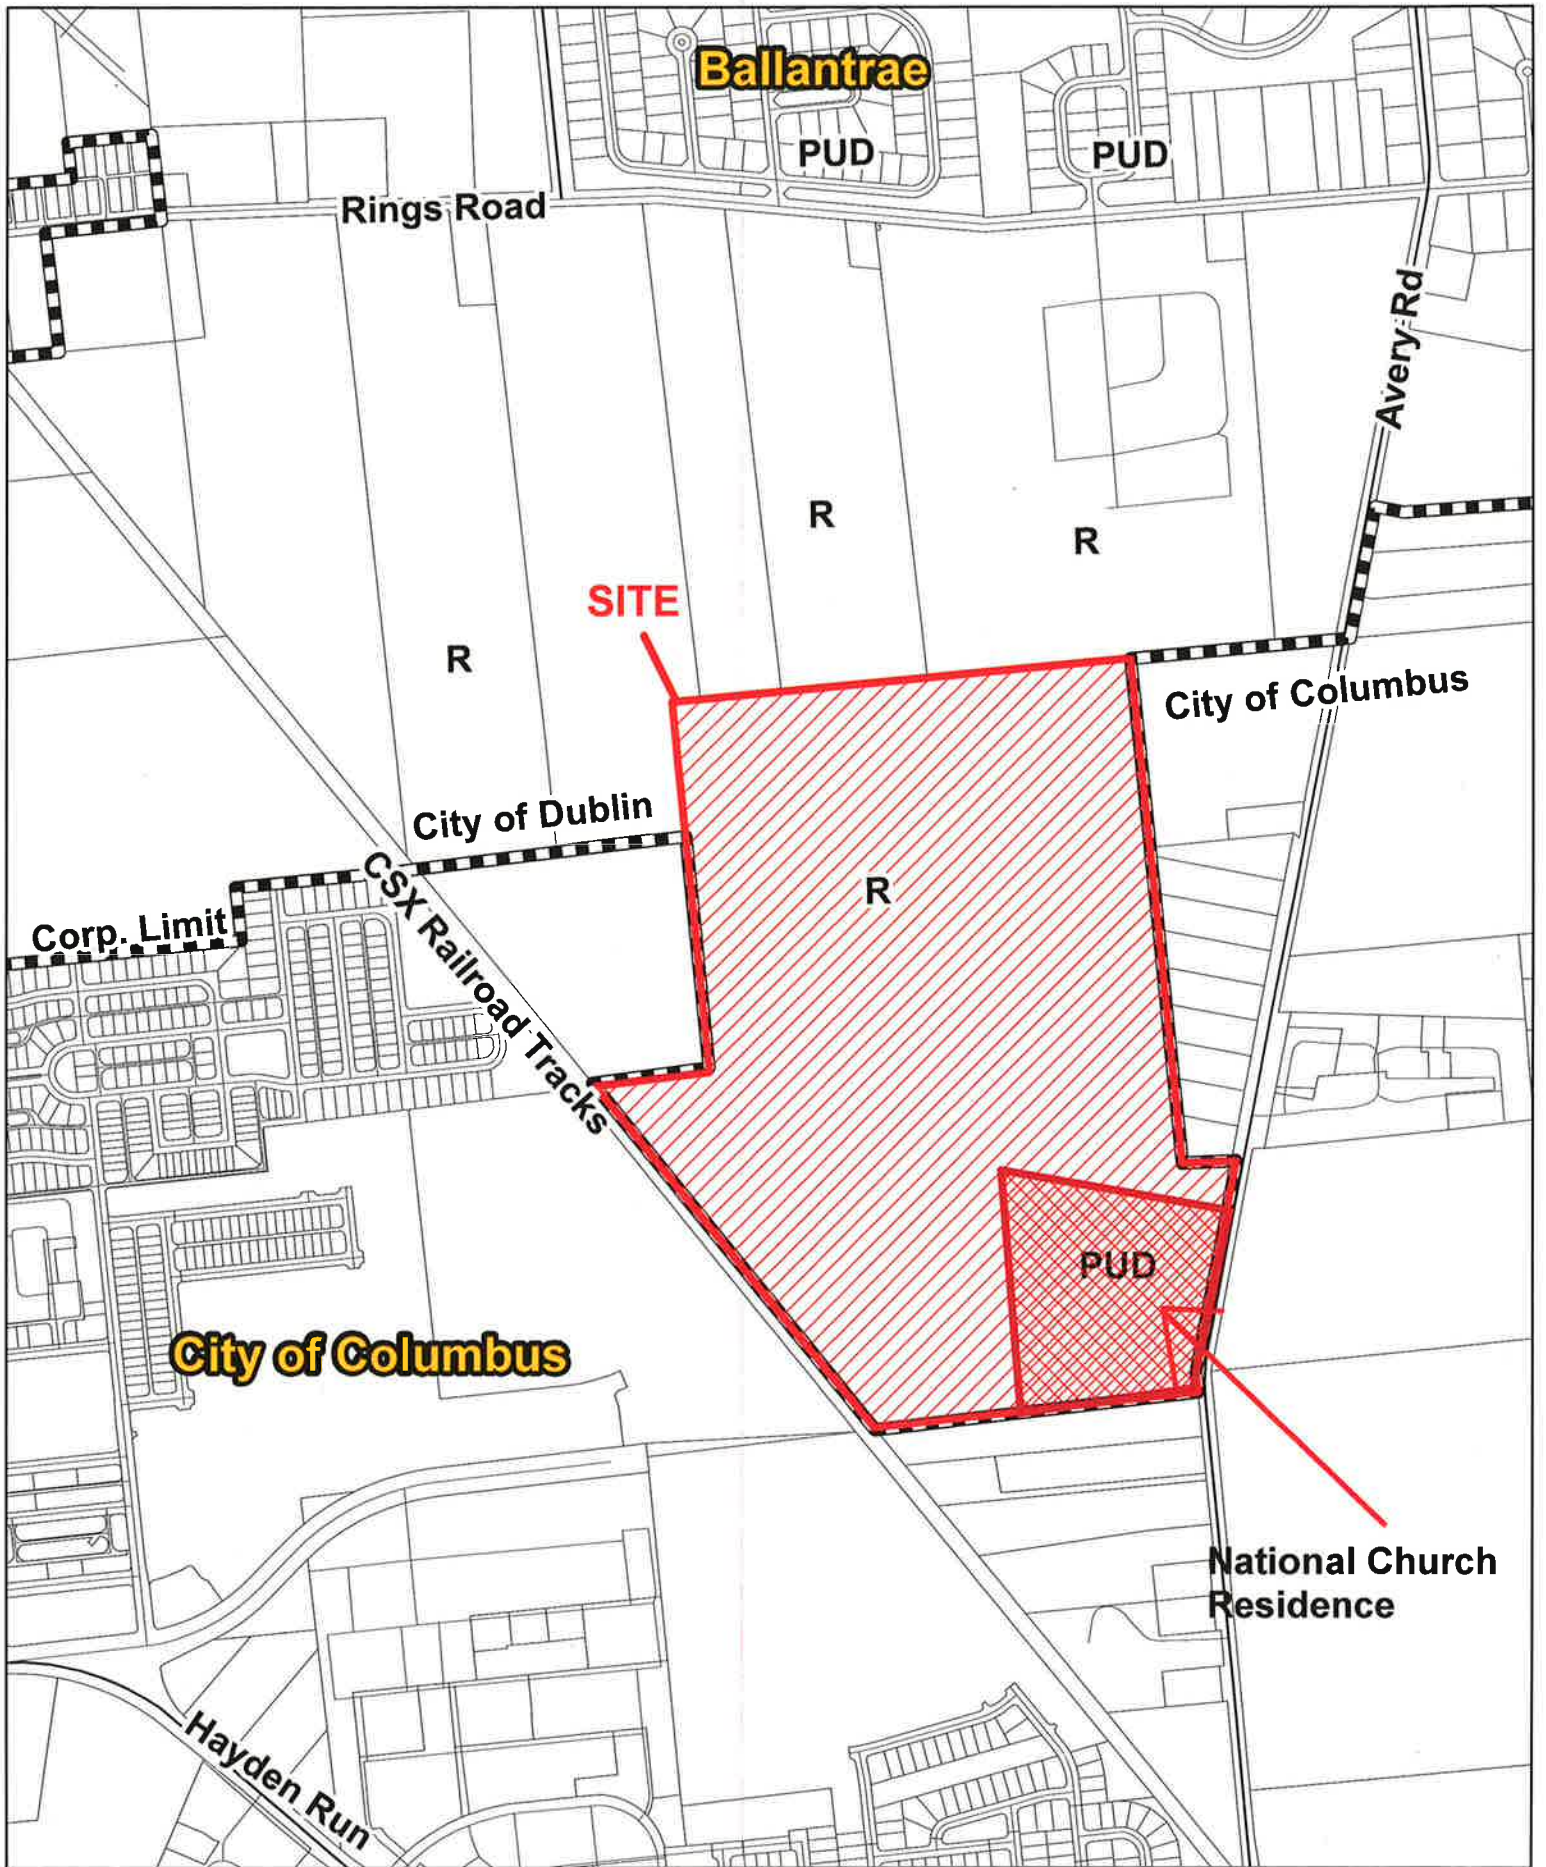 Ballantrae
PUD
PUD
Rings Road
Avery Rd
R
R
SITE
R
City of Columbus
City of Dublin
R
CSX Railroad Tracks
Corp. Limit
PUD
City of Columbus
National Church
Residence
Hayden Run